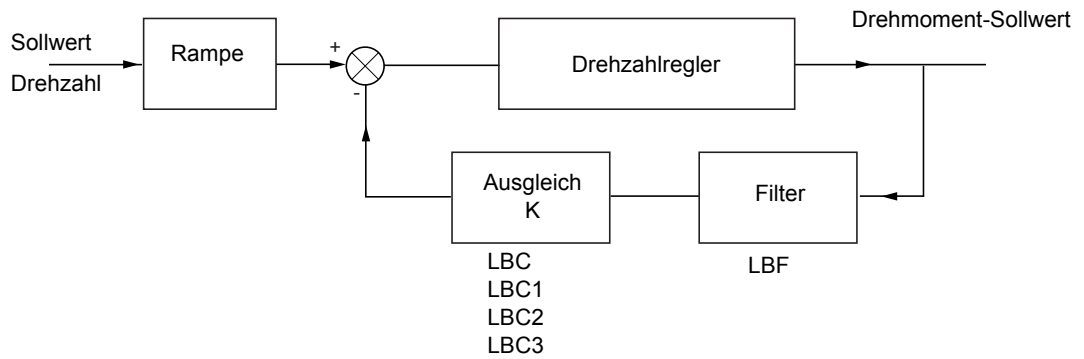 Drehmoment-Sollwert
Sollwert
Drehzahl
Rampe
+
-
Drehzahlregler
Ausgleich
K
Filter
LBC
LBC1
LBC2
LBC3
LBF